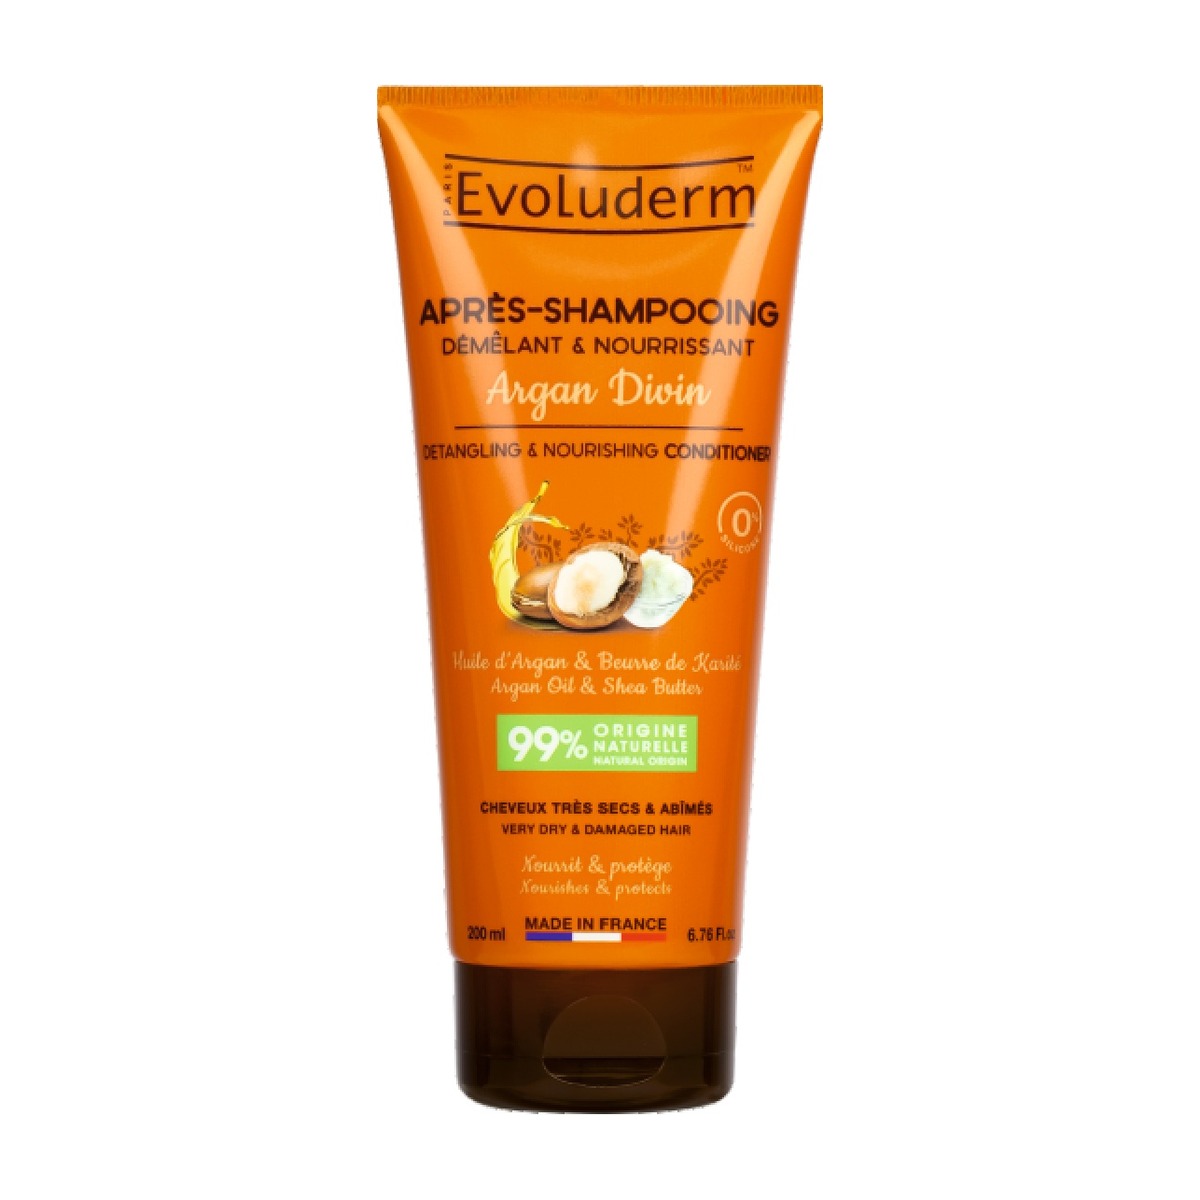 PARIS
Evoluderm™
APRÈS-SHAMPOOING
DÉMÊLANT & NOURRISSANT
Argan Divin
DETANGLING & NOURISHING CONDITIONER
0%
SILICONE
Huile d'Argan & Beurre de Karité
Argan Oil & Shea Butter
99% ORIGINE
NATURELLE
NATURAL ORIGIN
CHEVEUX TRÈS SECS & ABÎMÉS
VERY DRY & DAMAGED HAIR
Nourrit & protège
Nourishes & protects
MADE IN FRANCE
200 ml 6.76 Fl.oz